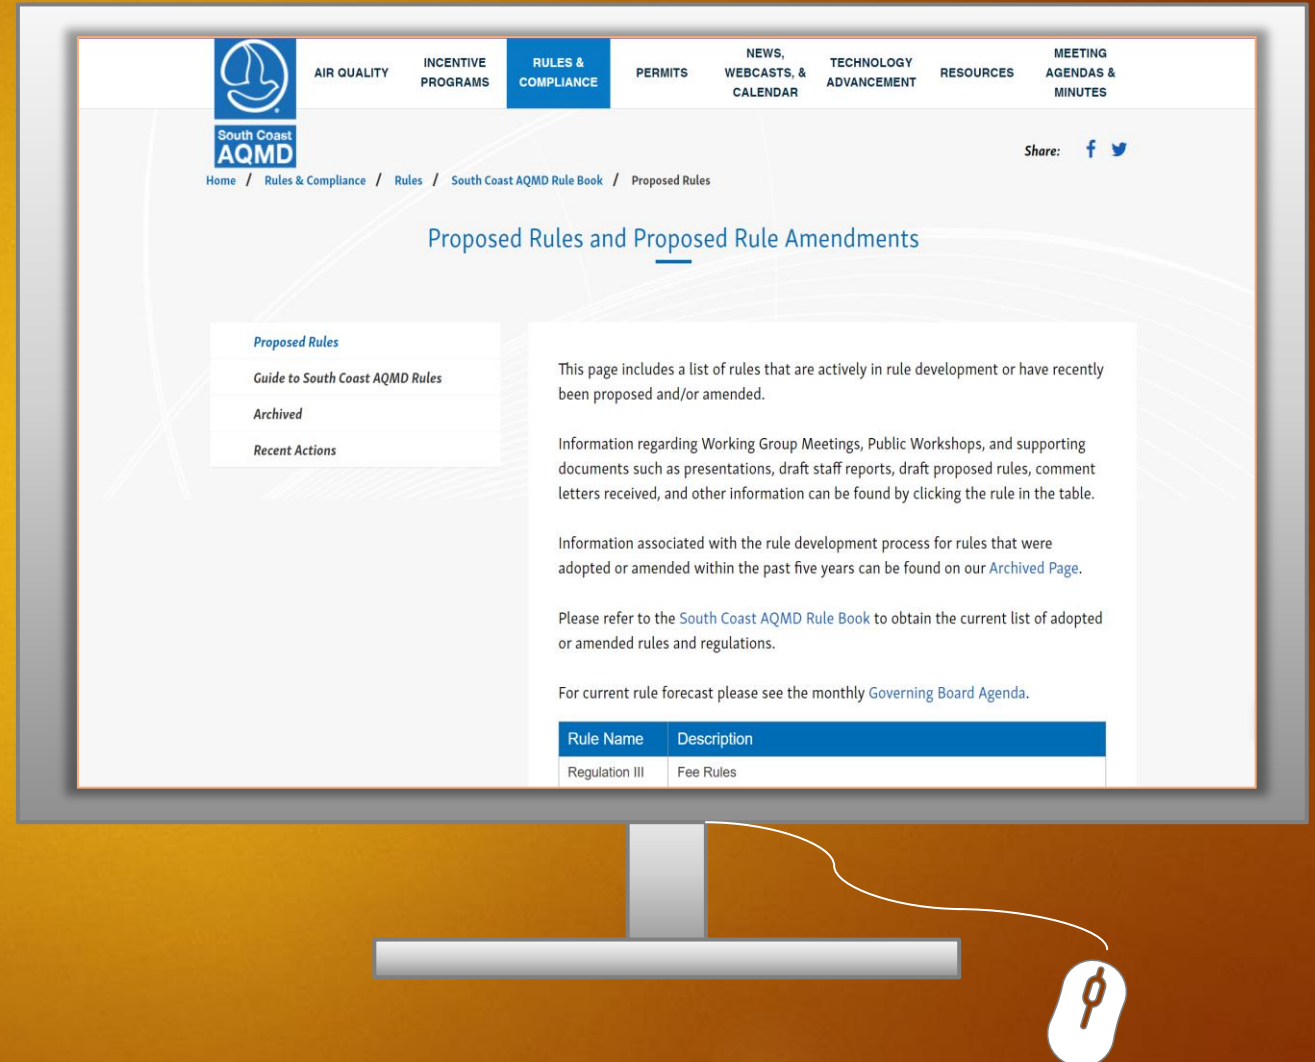 AIR QUALITY
INCENTIVE
PROGRAMS
RULES &
COMPLIANCE
PERMITS
NEWS,
WEBCASTS, &
CALENDAR
TECHNOLOGY
ADVANCEMENT
RESOURCES
MEETING
AGENDAS &
MINUTES
South Coast
AQMD
Share:
Home / Rules & Compliance / Rules / South Coast AQMD Rule Book / Proposed Rules
Proposed Rules and Proposed Rule Amendments
Proposed Rules
Guide to South Coast AQMD Rules
Archived
Recent Actions
This page includes a list of rules that are actively in rule development or have recently
been proposed and/or amended.
Information regarding Working Group Meetings, Public Workshops, and supporting
documents such as presentations, draft staff reports, draft proposed rules, comment
letters received, and other information can be found by clicking the rule in the table.
Information associated with the rule development process for rules that were
adopted or amended within the past five years can be found on our Archived Page.
Please refer to the South Coast AQMD Rule Book to obtain the current list of adopted
or amended rules and regulations.
For current rule forecast please see the monthly Governing Board Agenda.
Rule Name Description
Regulation III Fee Rules